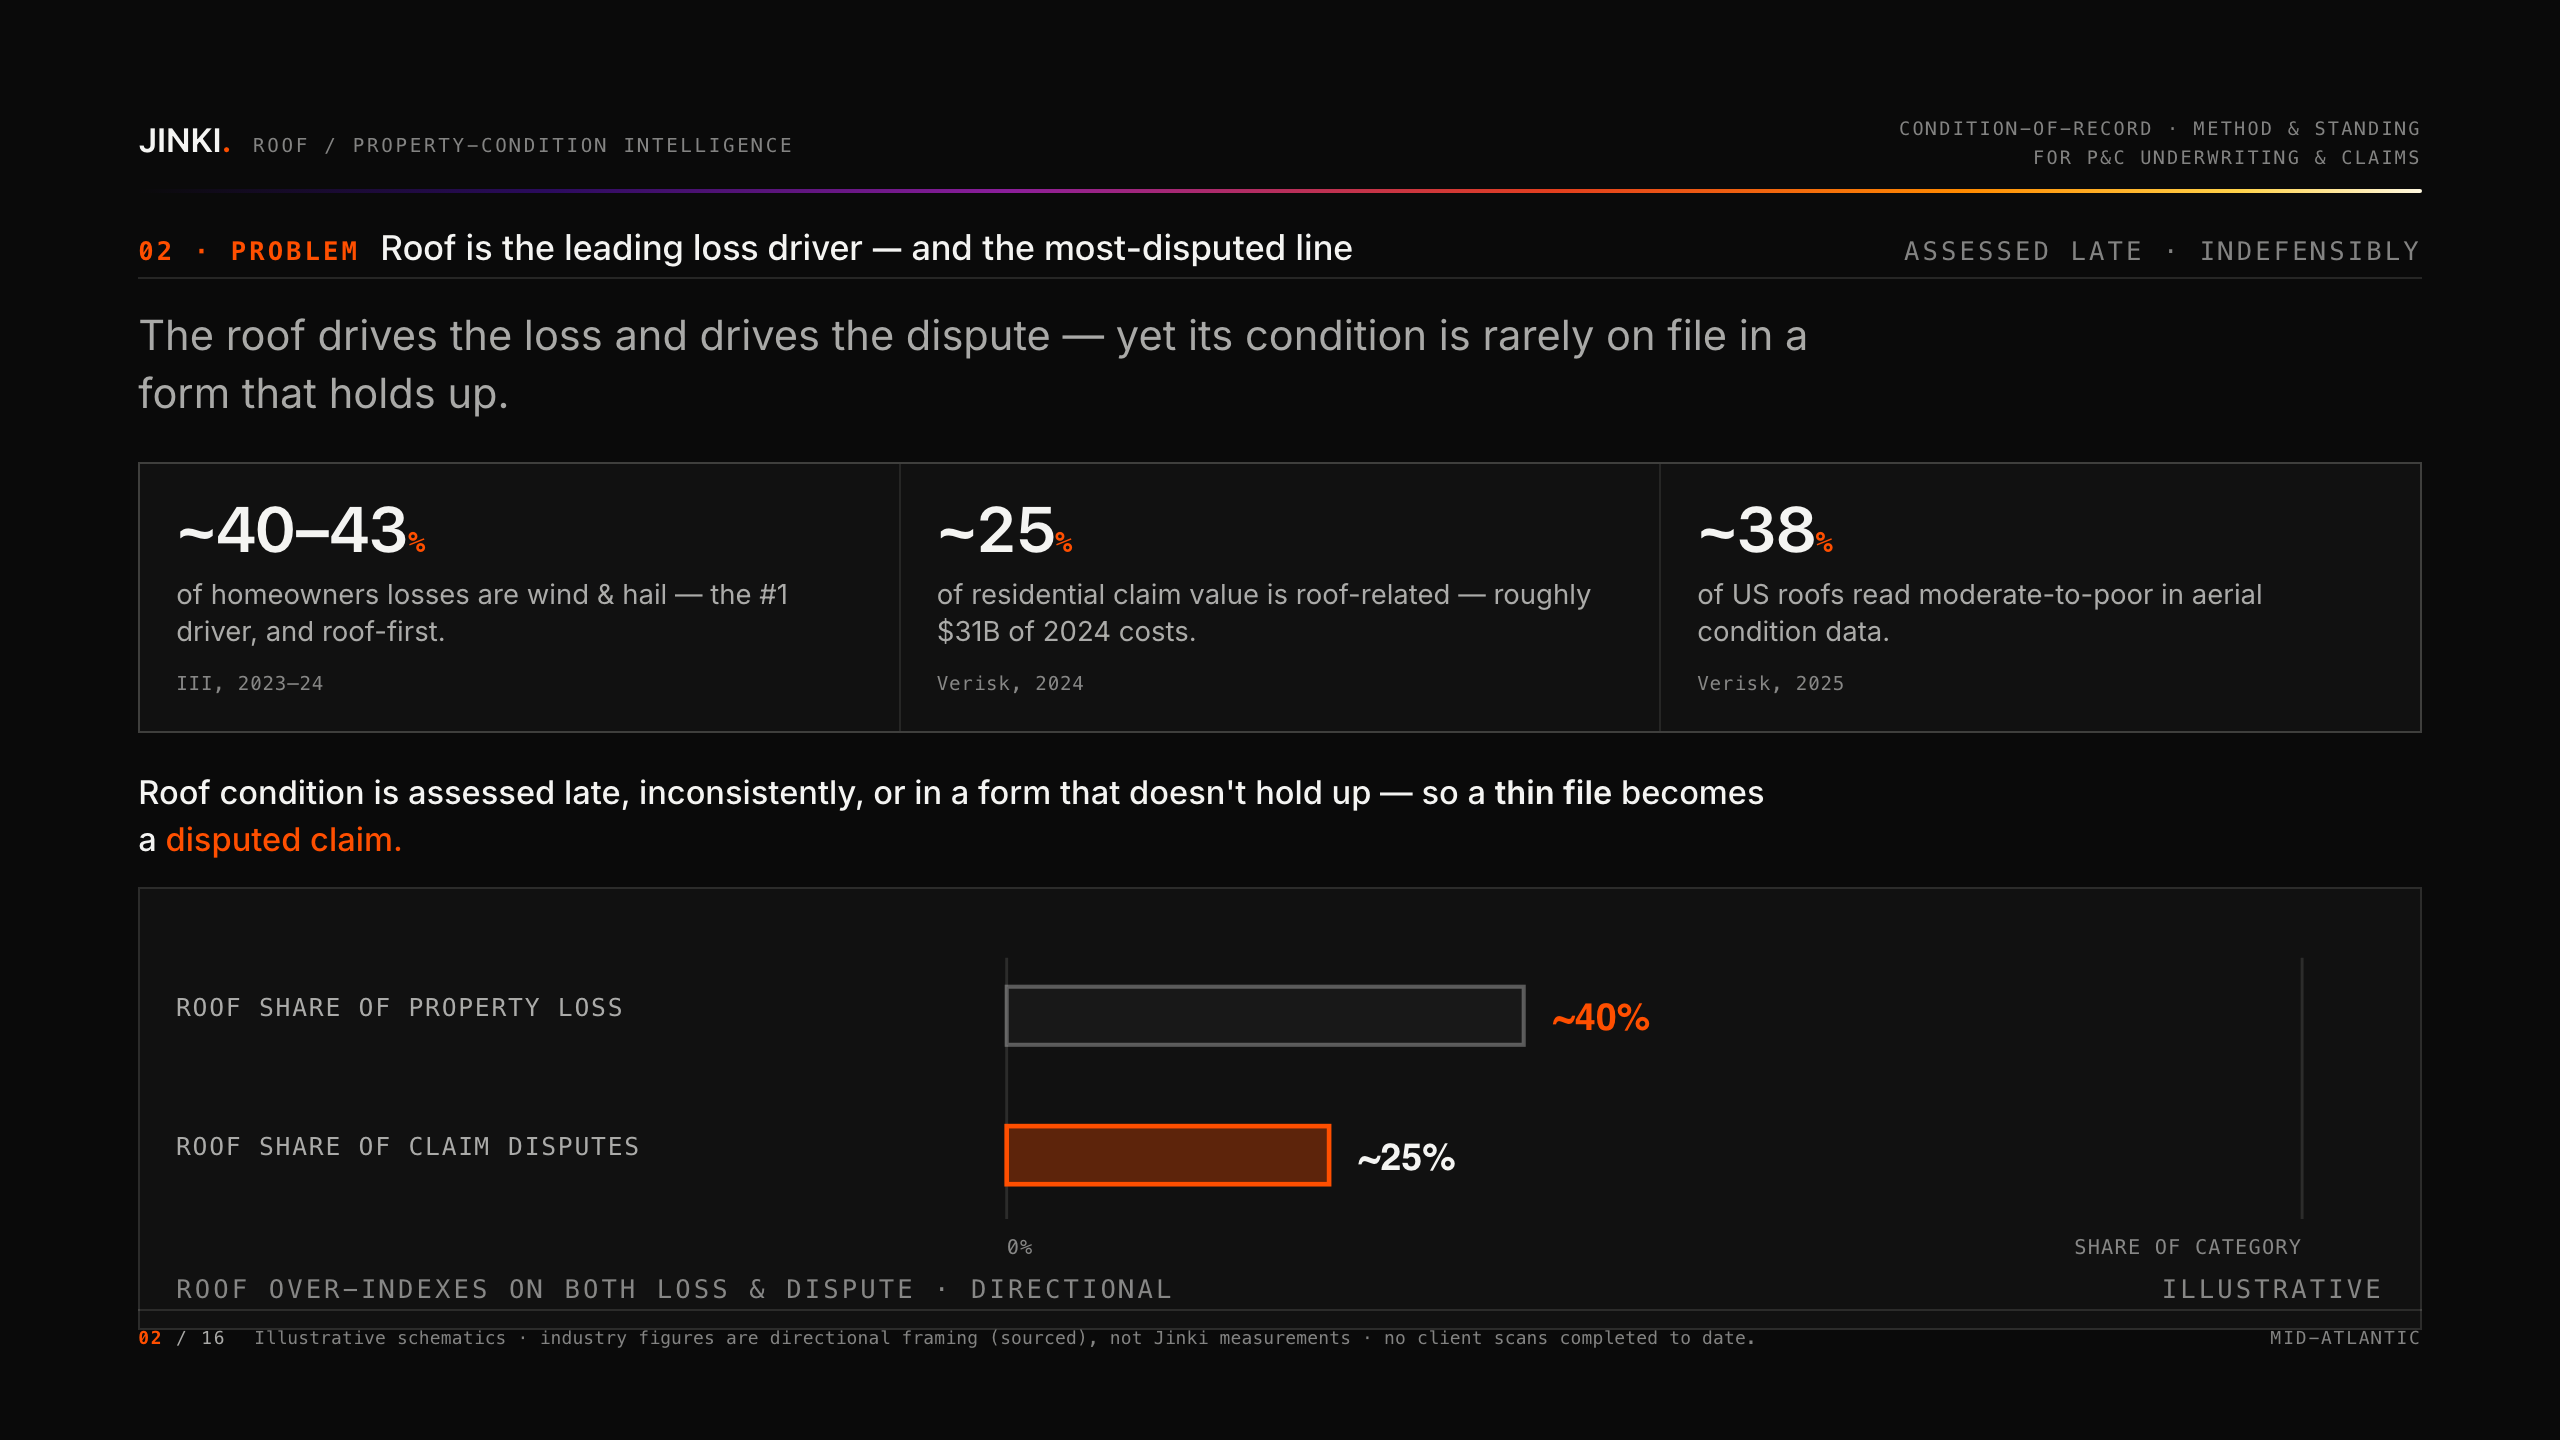 JINKI. ROOF / PROPERTY-CONDITION INTELLIGENCE
CONDITION-OF-RECORD · METHOD & STANDING
FOR P&C UNDERWRITING & CLAIMS
02 · PROBLEM Roof is the leading loss driver — and the most-disputed line
ASSESSED LATE · INDEFENSIBLY
The roof drives the loss and drives the dispute — yet its condition is rarely on file in a
form that holds up.
~40–43%
of homeowners losses are wind & hail — the #1
driver, and roof-first.
III, 2023–24
~25%
of residential claim value is roof-related — roughly
$31B of 2024 costs.
Verisk, 2024
~38%
of US roofs read moderate-to-poor in aerial
condition data.
Verisk, 2025
Roof condition is assessed late, inconsistently, or in a form that doesn't hold up — so a thin file becomes
a disputed claim.
ROOF SHARE OF PROPERTY LOSS
~40%
ROOF SHARE OF CLAIM DISPUTES
~25%
0%
SHARE OF CATEGORY
ROOF OVER-INDEXES ON BOTH LOSS & DISPUTE · DIRECTIONAL
ILLUSTRATIVE
02 / 16 Illustrative schematics · industry figures are directional framing (sourced), not Jinki measurements · no client scans completed to date.
MID-ATLANTIC